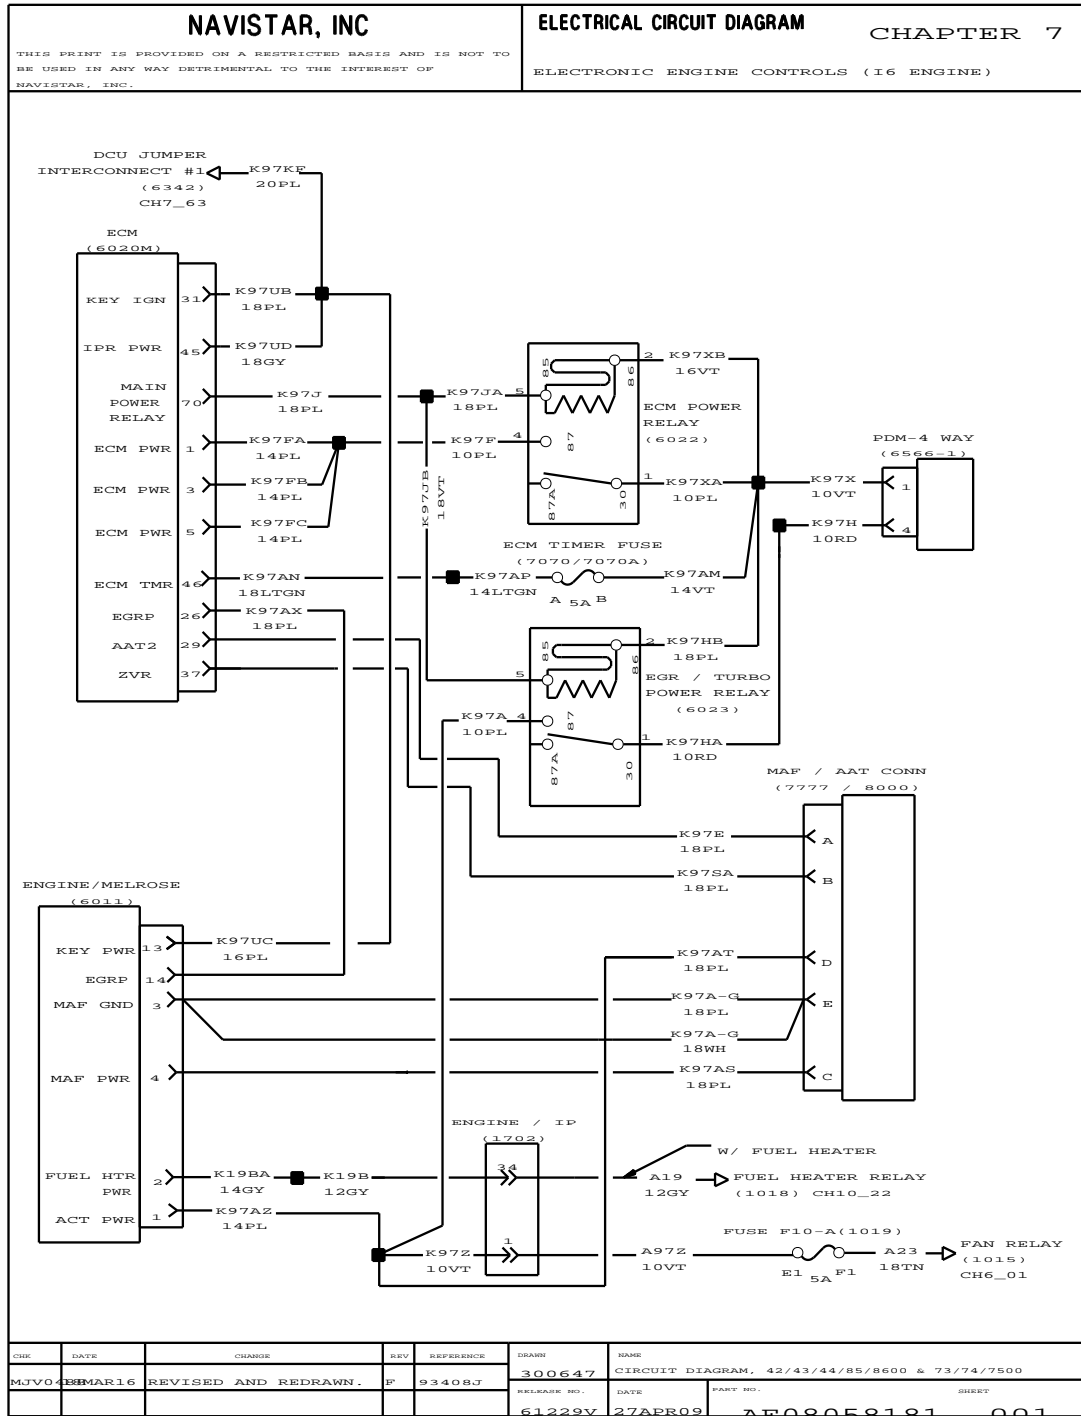 NAVISTAR, INC
THIS PRINT IS PROVIDED ON A RESTRICTED BASIS AND IS NOT TO
BE USED IN ANY WAY DETRIMENTAL TO THE INTEREST OF
NAVISTAR, INC.
ELECTRICAL CIRCUIT DIAGRAM
CHAPTER 7
ELECTRONIC ENGINE CONTROLS (I6 ENGINE)
DCU JUMPER
INTERCONNECT #1
(6342)
CH7_63
K97KF
20PL
ECM
(6020M)
KEY IGN 31
K97UB
18PL
IPR PWR 45
K97UD
18GY
MAIN
POWER
RELAY
70
K97J
18PL
K97JA
18PL
ECM PWR 1
K97FA
14PL
K97F
10PL
ECM PWR 3
K97FB
14PL
ECM PWR 5
K97FC
14PL
ECM TMR 46
K97AN
18LTGN
EGRP 26
K97AX
18PL
AAT2 29
ZVR 37
K97JB
18VT
5
4
85
86
87
87A
30
2
1
K97XB
16VT
ECM POWER
RELAY
(6022)
K97XA
10PL
PDM-4 WAY
(6566-1)
K97X
10VT
1
K97H
10RD
4
ECM TIMER FUSE
(7070/7070A)
K97AP
14LTGN
A 5A B
K97AM
14VT
5
4
85
86
87
87A
30
2
1
K97HB
18PL
EGR / TURBO
POWER RELAY
(6023)
K97A
10PL
K97HA
10RD
MAF / AAT CONN
(7777 / 8000)
K97E
18PL
A
K97SA
18PL
B
K97AT
18PL
D
K97A-G
18PL
E
K97A-G
18WH
K97AS
18PL
C
ENGINE/MELROSE
(6011)
KEY PWR 13
K97UC
16PL
EGRP 14
MAF GND 3
MAF PWR 4
FUEL HTR
PWR
2
K19BA
14GY
K19B
12GY
ACT PWR 1
K97AZ
14PL
ENGINE / IP
(1702)
34
1
K97Z
10VT
W/ FUEL HEATER
A19
12GY
FUEL HEATER RELAY
(1018) CH10_22
FUSE F10-A(1019)
A97Z
10VT
E1 5A F1
A23
18TN
FAN RELAY
(1015)
CH6_01
CHK DATE CHANGE REV REFERENCE
REVISED AND REDRAWN. F 93408J
DRAWN
300647
NAME
CIRCUIT DIAGRAM, 42/43/44/85/8600 & 73/74/7500
RELEASE NO.
61229V
DATE
27APR09
PART NO.
AE08058181
SHEET
001